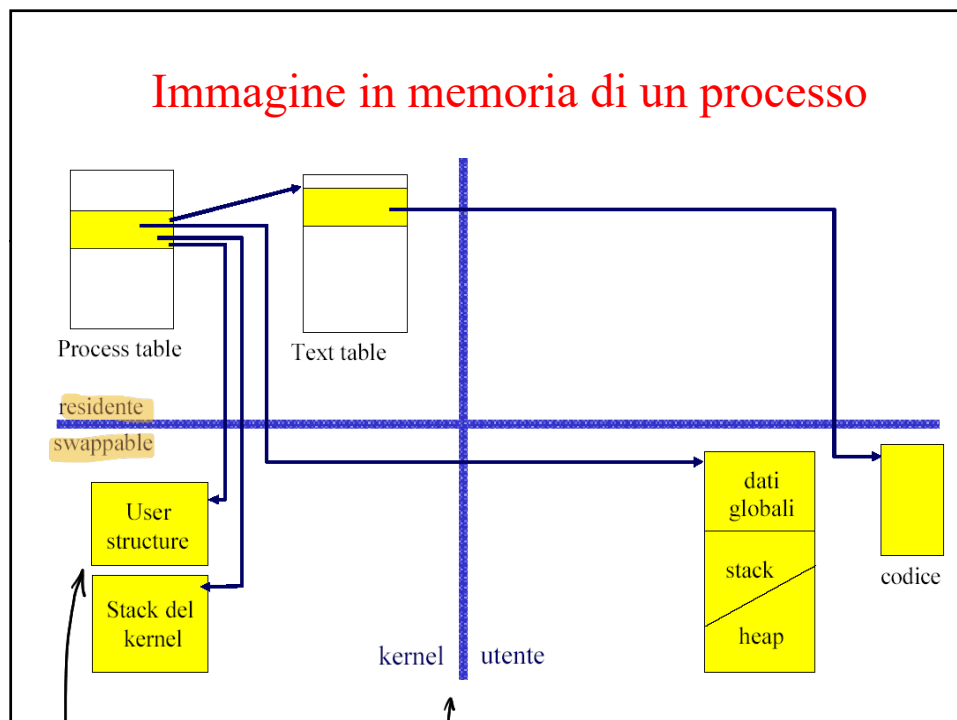 Immagine in memoria di un processo
Process table
Text table
residente
swappable
User
structure
Stack del
kernel
kernel
utente
dati
globali
stack
heap
codice